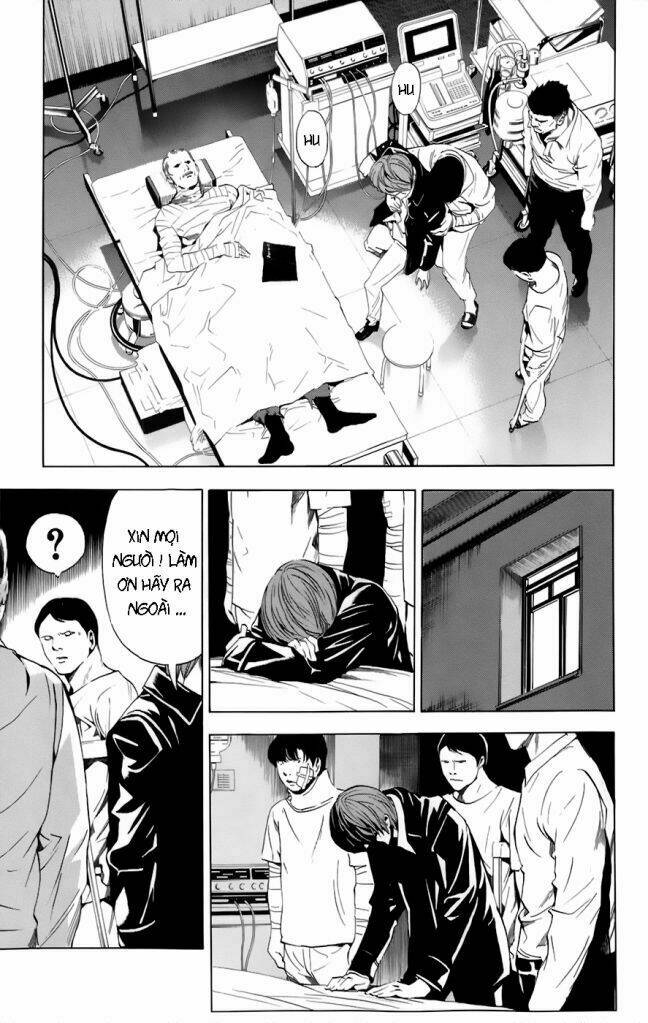 HU
HU
?
XIN MỌI
NGƯỜI ! LÀM
ƠN HÃY RA
NGOÀI ...